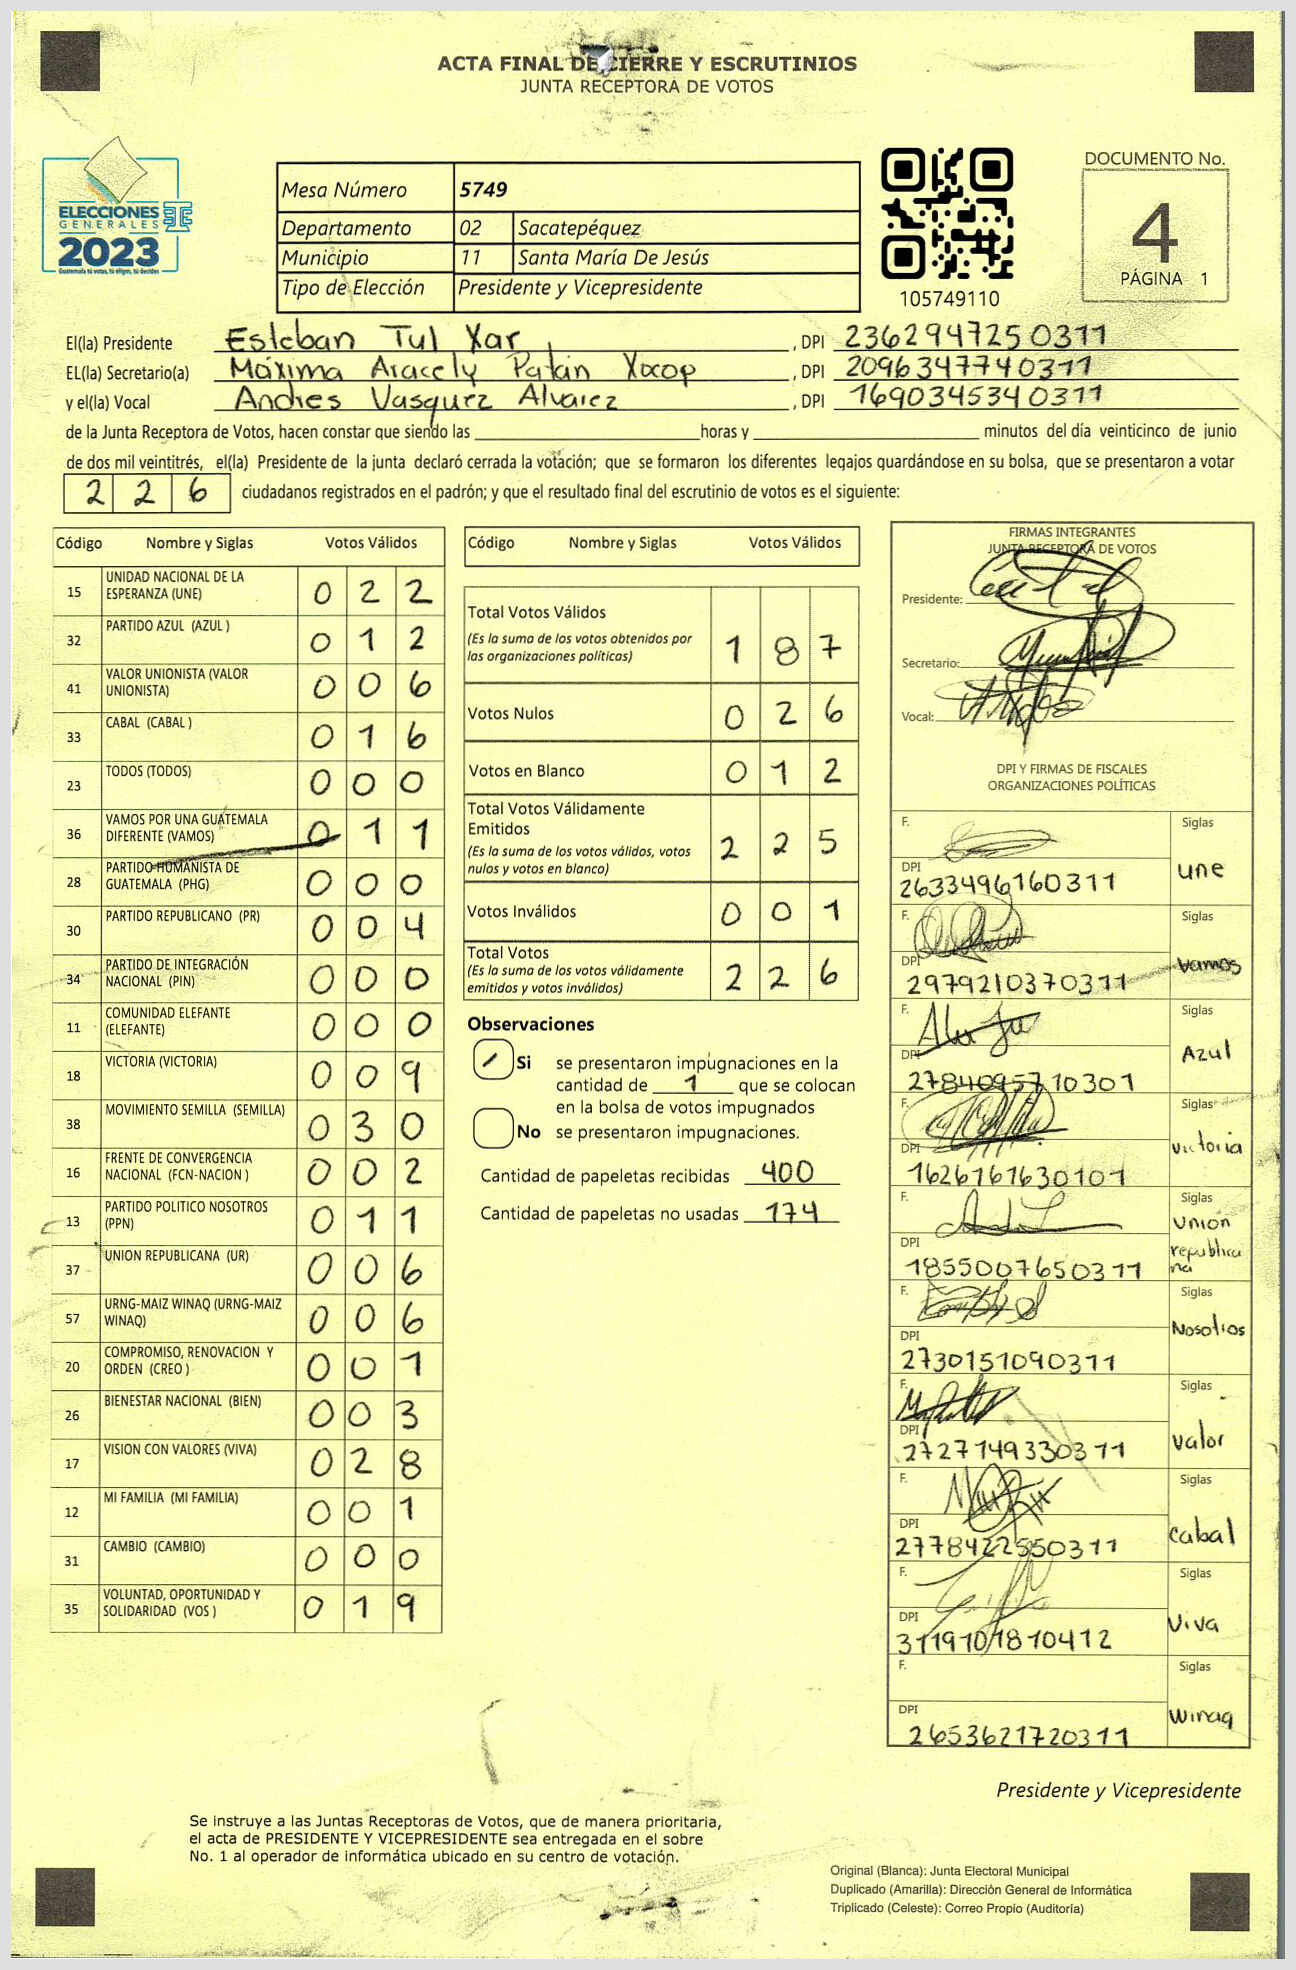 ACTA FINAL DE CIERRE Y ESCRUTINIOS
JUNTA RECEPTORA DE VOTOS
ELECCIONES
GENERALES
2023
Guatemala tú votas, tú eliges, tú decides
Mesa Número 5749
Departamento 02 Sacatepéquez
Municipio 11 Santa María De Jesús
Tipo de Elección Presidente y Vicepresidente
105749110
DOCUMENTO No.
4
PÁGINA 1
El(la) Presidente Esteban Tul Xar , DPI 2362947250311
EL(la) Secretario(a) Máxima Aracely Patán Xocop , DPI 2096347740311
y el(la) Vocal Andres Vasquez Alvarez , DPI 1690345340311
de la Junta Receptora de Votos, hacen constar que siendo las horas y minutos del día veinticinco de junio
de dos mil veintitrés, el(la) Presidente de la junta declaró cerrada la votación; que se formaron los diferentes legajos guardándose en su bolsa, que se presentaron a votar
2 2 6 ciudadanos registrados en el padrón; y que el resultado final del escrutinio de votos es el siguiente:
Código Nombre y Siglas Votos Válidos
15 UNIDAD NACIONAL DE LA ESPERANZA (UNE) 0 2 2
32 PARTIDO AZUL (AZUL ) 0 1 2
41 VALOR UNIONISTA (VALOR UNIONISTA) 0 0 6
33 CABAL (CABAL ) 0 1 6
23 TODOS (TODOS) 0 0 0
36 VAMOS POR UNA GUATEMALA DIFERENTE (VAMOS) 0 1 1
28 PARTIDO HUMANISTA DE GUATEMALA (PHG) 0 0 0
30 PARTIDO REPUBLICANO (PR) 0 0 4
34 PARTIDO DE INTEGRACIÓN NACIONAL (PIN) 0 0 0
11 COMUNIDAD ELEFANTE (ELEFANTE) 0 0 0
18 VICTORIA (VICTORIA) 0 0 9
38 MOVIMIENTO SEMILLA (SEMILLA) 0 3 0
16 FRENTE DE CONVERGENCIA NACIONAL (FCN-NACION ) 0 0 2
13 PARTIDO POLITICO NOSOTROS (PPN) 0 1 1
37 UNION REPUBLICANA (UR) 0 0 6
57 URNG-MAIZ WINAQ (URNG-MAIZ WINAQ) 0 0 6
20 COMPROMISO, RENOVACION Y ORDEN (CREO ) 0 0 1
26 BIENESTAR NACIONAL (BIEN) 0 0 3
17 VISION CON VALORES (VIVA) 0 2 8
12 MI FAMILIA (MI FAMILIA) 0 0 1
31 CAMBIO (CAMBIO) 0 0 0
35 VOLUNTAD, OPORTUNIDAD Y SOLIDARIDAD (VOS ) 0 1 9
Código Nombre y Siglas Votos Válidos
Total Votos Válidos
(Es la suma de los votos obtenidos por
las organizaciones políticas) 1 8 7
Votos Nulos 0 2 6
Votos en Blanco 0 1 2
Total Votos Válidamente
Emitidos
(Es la suma de los votos válidos, votos
nulos y votos en blanco) 2 2 5
Votos Inválidos 0 0 1
Total Votos
(Es la suma de los votos válidamente
emitidos y votos inválidos) 2 2 6
Observaciones
Si se presentaron impugnaciones en la
cantidad de 1 que se colocan
en la bolsa de votos impugnados
No se presentaron impugnaciones.
Cantidad de papeletas recibidas 400
Cantidad de papeletas no usadas 174
FIRMAS INTEGRANTES
JUNTA RECEPTORA DE VOTOS
Presidente:
Secretario:
Vocal:
DPI Y FIRMAS DE FISCALES
ORGANIZACIONES POLÍTICAS
F. Siglas
DPI 2633496160311 une
F. Siglas
DPI 2979210370311 Vamos
F. Siglas
DPI 2784095710301 Azul
F. Siglas
DPI 1626161630101 victoria
F. Siglas
DPI 1855007650311 Union republica na
F. Siglas
DPI 2730151090311 Nosotros
F. Siglas
DPI 2727149330311 valor
F. Siglas
DPI 2778422550311 cabal
F. Siglas
DPI 3119101810412 Viva
F. Siglas
DPI 2653621720311 Winaq
Presidente y Vicepresidente
Se instruye a las Juntas Receptoras de Votos, que de manera prioritaria,
el acta de PRESIDENTE Y VICEPRESIDENTE sea entregada en el sobre
No. 1 al operador de informática ubicado en su centro de votación.
Original (Blanca): Junta Electoral Municipal
Duplicado (Amarilla): Dirección General de Informática
Triplicado (Celeste): Correo Propio (Auditoría)